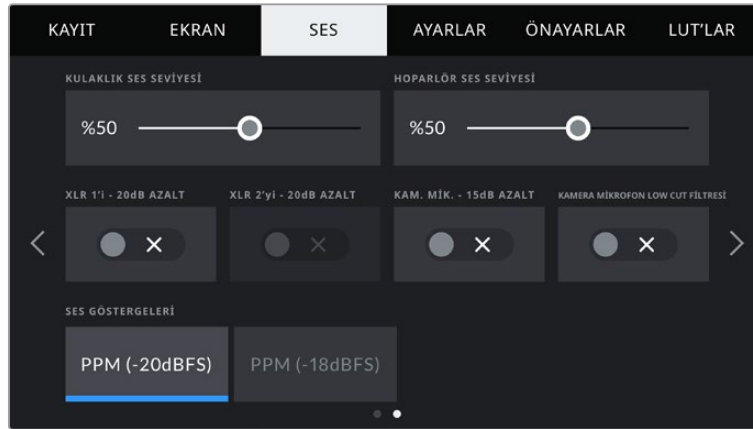 KAYIT EKRAN SES AYARLAR ÖNAYARLAR LUT'LAR
KULAKLIK SES SEVİYESİ HOPARLÖR SES SEVİYESİ
%50 %50
XLR 1'i - 20dB AZALT XLR 2'yi - 20dB AZALT KAM. MİK. - 15dB AZALT KAMERA MİKROFON LOW CUT FİLTRESİ
SES GÖSTERGELERİ
PPM (-20dBFS) PPM (-18dBFS)